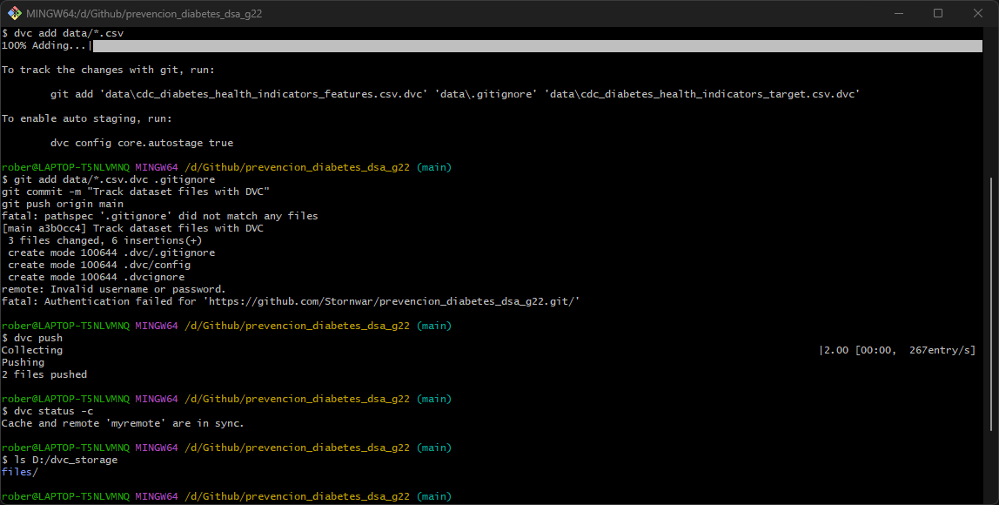 MINGW64:/d/Github/prevencion_diabetes_dsa_g22
$ dvc add data/*.csv
100% Adding...|
To track the changes with git, run:
git add 'data\cdc_diabetes_health_indicators_features.csv.dvc' 'data\.gitignore' 'data\cdc_diabetes_health_indicators_target.csv.dvc'
To enable auto staging, run:
dvc config core.autostage true
rober@LAPTOP-T5NLVMNQ MINGW64 /d/Github/prevencion_diabetes_dsa_g22 (main)
$ git add data/*.csv.dvc .gitignore
git commit -m "Track dataset files with DVC"
git push origin main
fatal: pathspec '.gitignore' did not match any files
[main a3b0cc4] Track dataset files with DVC
3 files changed, 6 insertions(+)
create mode 100644 .dvc/.gitignore
create mode 100644 .dvc/config
create mode 100644 .dvcignore
remote: Invalid username or password.
fatal: Authentication failed for 'https://github.com/Stornwar/prevencion_diabetes_dsa_g22.git/'
rober@LAPTOP-T5NLVMNQ MINGW64 /d/Github/prevencion_diabetes_dsa_g22 (main)
$ dvc push
Collecting |2.00 [00:00, 267entry/s]
Pushing
2 files pushed
rober@LAPTOP-T5NLVMNQ MINGW64 /d/Github/prevencion_diabetes_dsa_g22 (main)
$ dvc status -c
Cache and remote 'myremote' are in sync.
rober@LAPTOP-T5NLVMNQ MINGW64 /d/Github/prevencion_diabetes_dsa_g22 (main)
$ ls D:/dvc_storage
files/
rober@LAPTOP-T5NLVMNQ MINGW64 /d/Github/prevencion_diabetes_dsa_g22 (main)